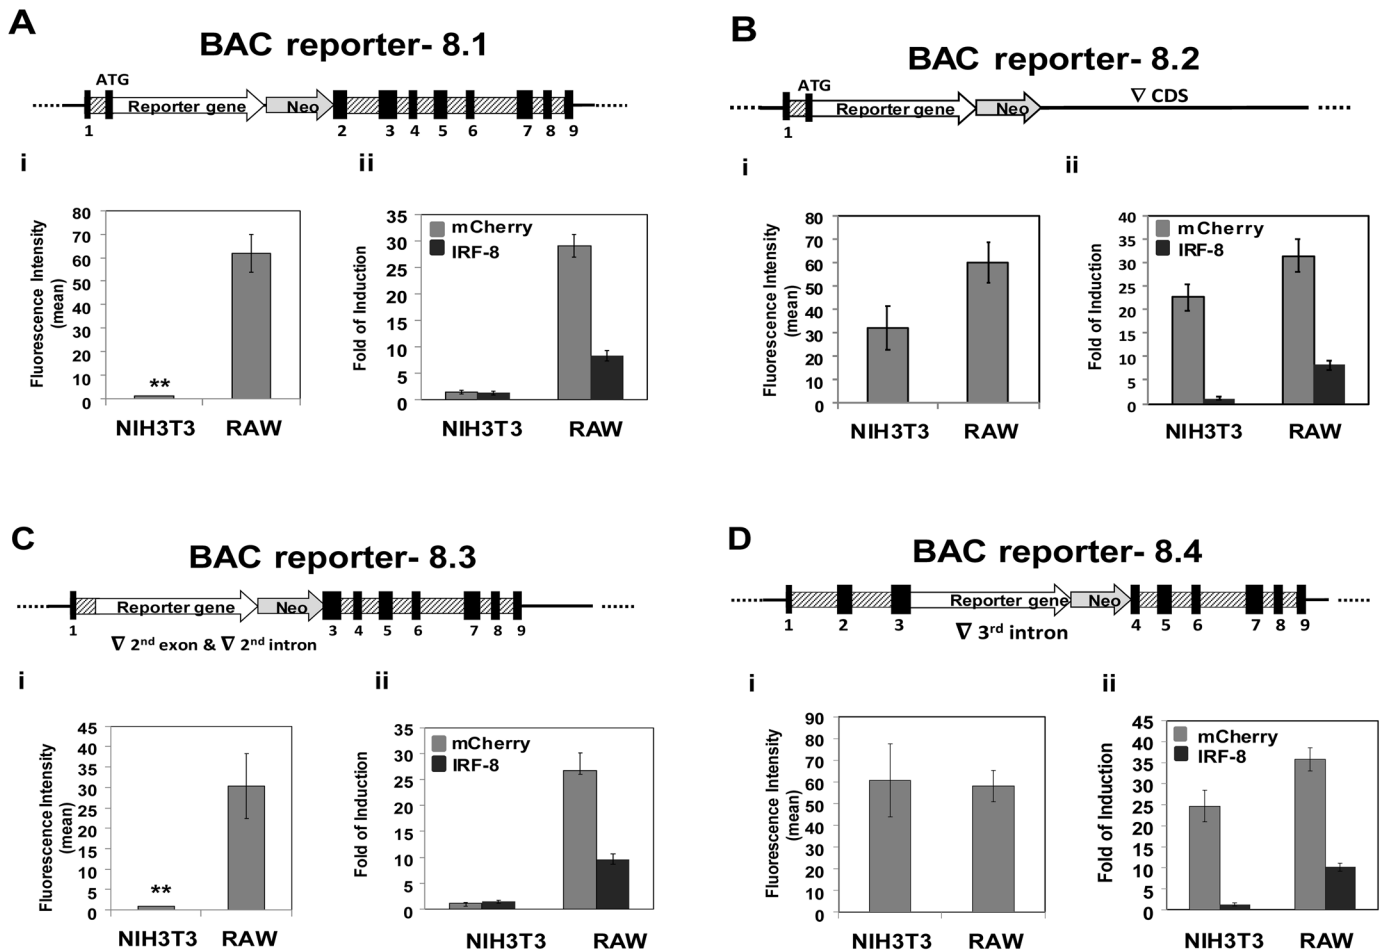 A
BAC reporter- 8.1
ATG
Reporter gene
Neo
1 2 3 4 5 6 7 8 9
i
Fluorescence Intensity
(mean)
80
70
60
50
40
30
20
10
0
**
NIH3T3 RAW
ii
Fold of Induction
35
30
25
20
15
10
5
0
mCherry
IRF-8
NIH3T3 RAW
B
BAC reporter- 8.2
ATG
Reporter gene
Neo
∇ CDS
1
i
Fluorescence Intensity
(mean)
80
70
60
50
40
30
20
10
0
NIH3T3 RAW
ii
Fold of Induction
40
35
30
25
20
15
10
5
0
mCherry
IRF-8
NIH3T3 RAW
C
BAC reporter- 8.3
Reporter gene
Neo
1 3 4 5 6 7 8 9
∇ 2nd exon & ∇ 2nd intron
i
Fluorescence Intensity
(mean)
45
40
35
30
25
20
15
10
5
0
**
NIH3T3 RAW
ii
Fold of Induction
35
30
25
20
15
10
5
0
mCherry
IRF-8
NIH3T3 RAW
D
BAC reporter- 8.4
Reporter gene
Neo
1 2 3 4 5 6 7 8 9
∇ 3rd intron
i
Fluorescence Intensity
(mean)
90
80
70
60
50
40
30
20
10
0
NIH3T3 RAW
ii
Fold of Induction
45
40
35
30
25
20
15
10
5
0
mCherry
IRF-8
NIH3T3 RAW